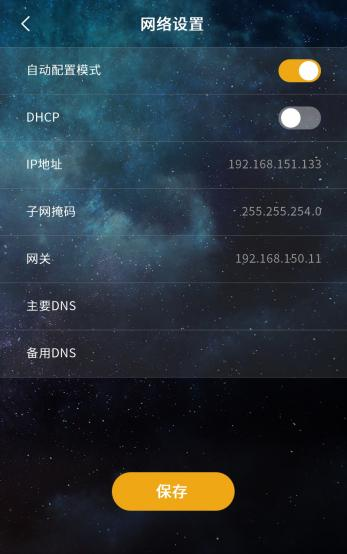 网络设置
自动配置模式
DHCP
IP地址 192.168.151.133
子网掩码 255.255.254.0
网关 192.168.150.11
主要DNS
备用DNS
保存